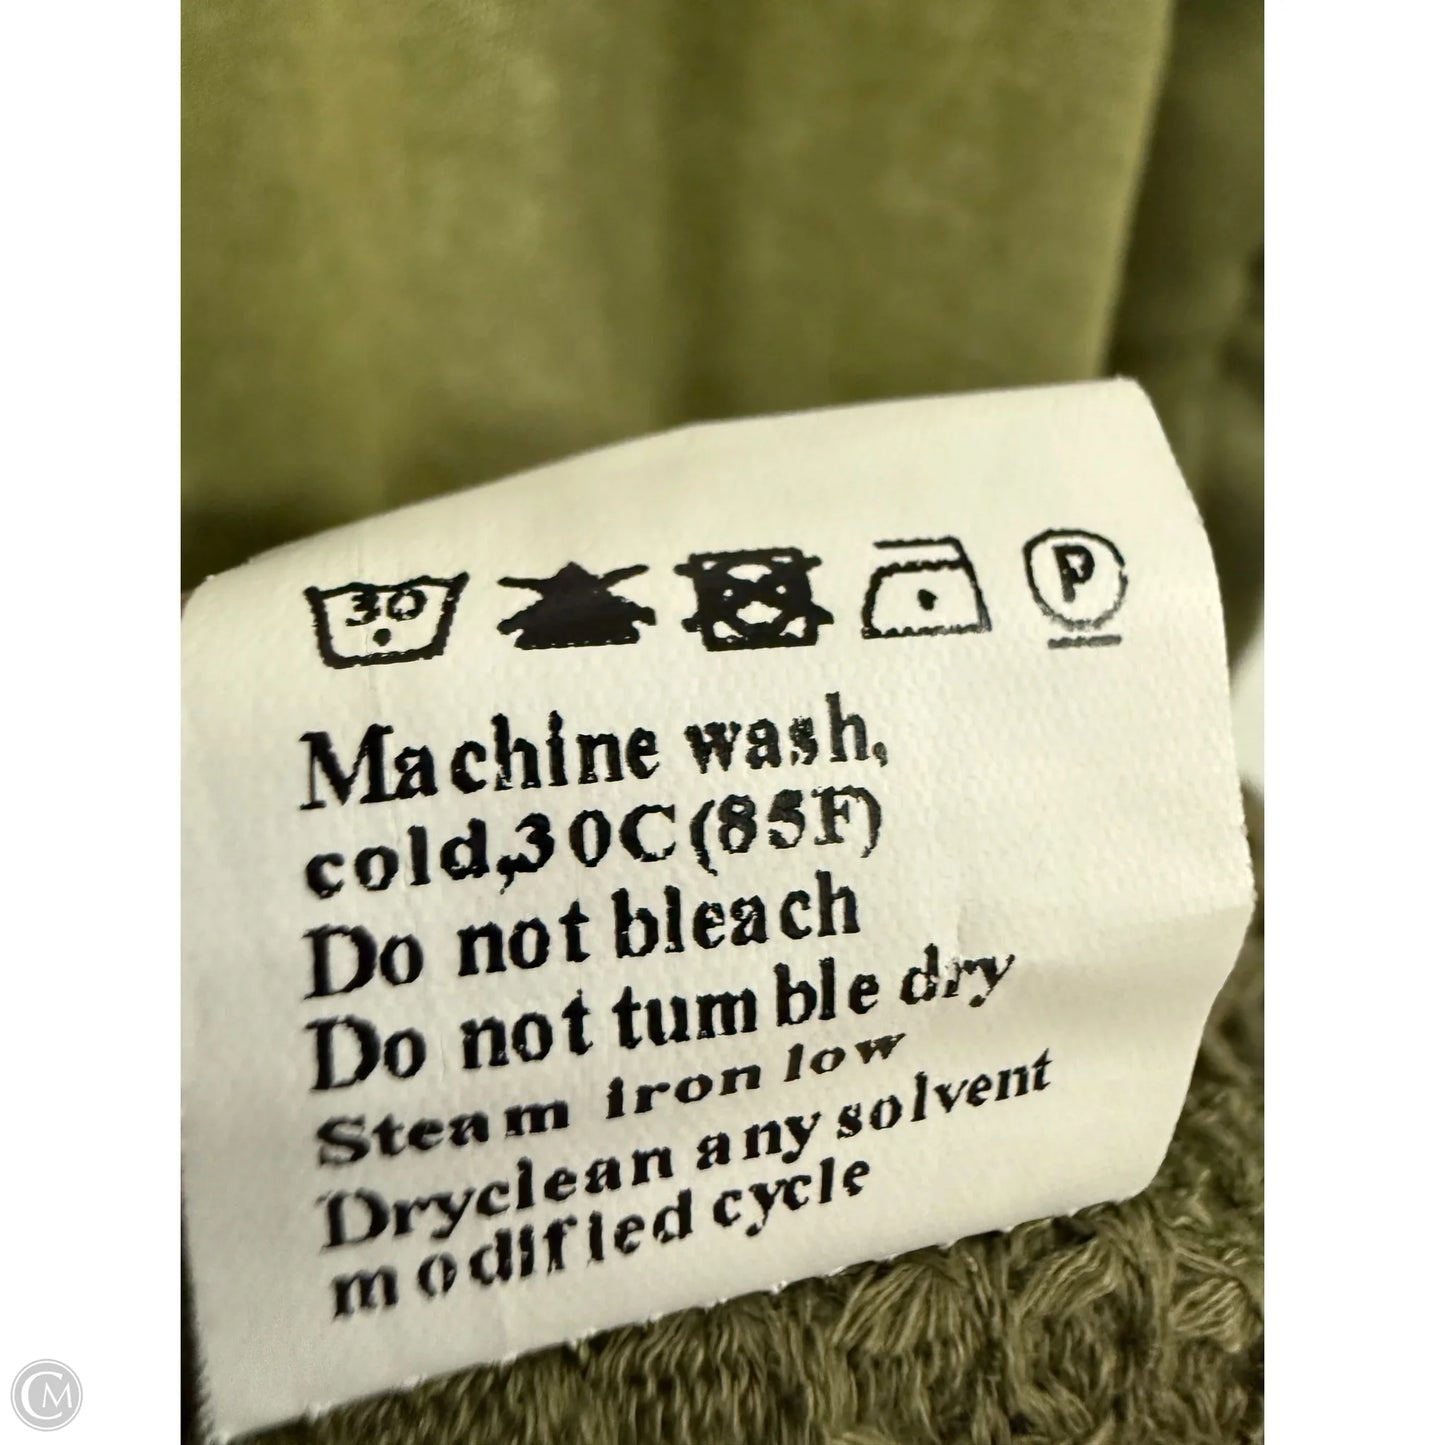 30
P
Machine wash,
cold,30C(85F)
Do not bleach
Do not tumble dry
Steam iron low
Dryclean any solvent
modified cycle
CM